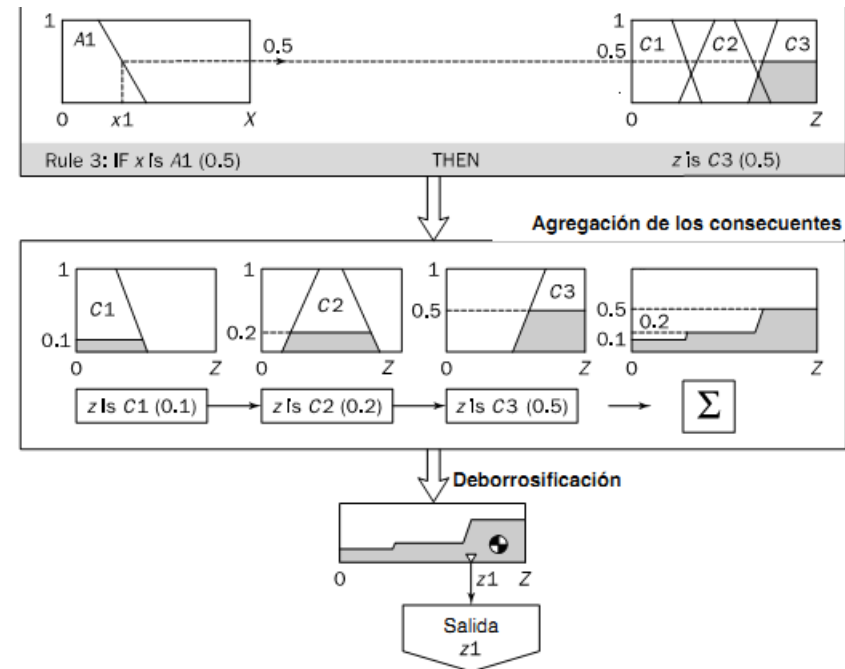 1
A1
0.5
1
0.5
C1
C2
C3
0
x1
X
0
Z
Rule 3: IF x is A1 (0.5)
THEN
z is C3 (0.5)
Agregación de los consecuentes
1
C1
0.1
0
Z
1
C2
0.2
0
Z
1
C3
0.5
0
Z
1
0.5
0.2
0.1
0
Z
z is C1 (0.1)
z is C2 (0.2)
z is C3 (0.5)
Σ
Deborrosificación
0
z1
Z
Salida
z1